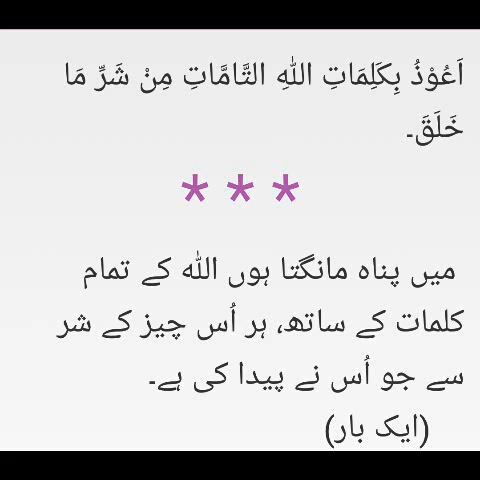 اَعُوْذُ بِكَلِمَاتِ اللّٰهِ التَّامَّاتِ مِنْ شَرِّ مَا
خَلَقَ۔
* * *
میں پناہ مانگتا ہوں اللّٰہ کے تمام
کلمات کے ساتھ، ہر اُس چیز کے شر
سے جو اُس نے پیدا کی ہے۔
(ایک بار)